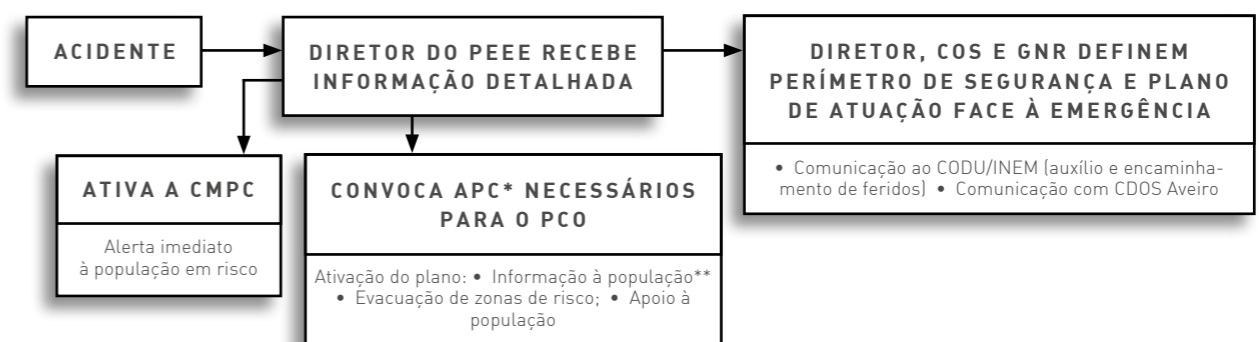 ACIDENTE
DIRETOR DO PEEE RECEBE
INFORMAÇÃO DETALHADA
DIRETOR, COS E GNR DEFINEM
PERÍMETRO DE SEGURANÇA E PLANO
DE ATUAÇÃO FACE À EMERGÊNCIA
• Comunicação ao CODU/INEM (auxílio e encaminha-
mento de feridos) • Comunicação com CDOS Aveiro
ATIVA A CMPC
Alerta imediato
à população em risco
CONVOCA APC* NECESSÁRIOS
PARA O PCO
Ativação do plano: • Informação à população**
• Evacuação de zonas de risco; • Apoio à
população